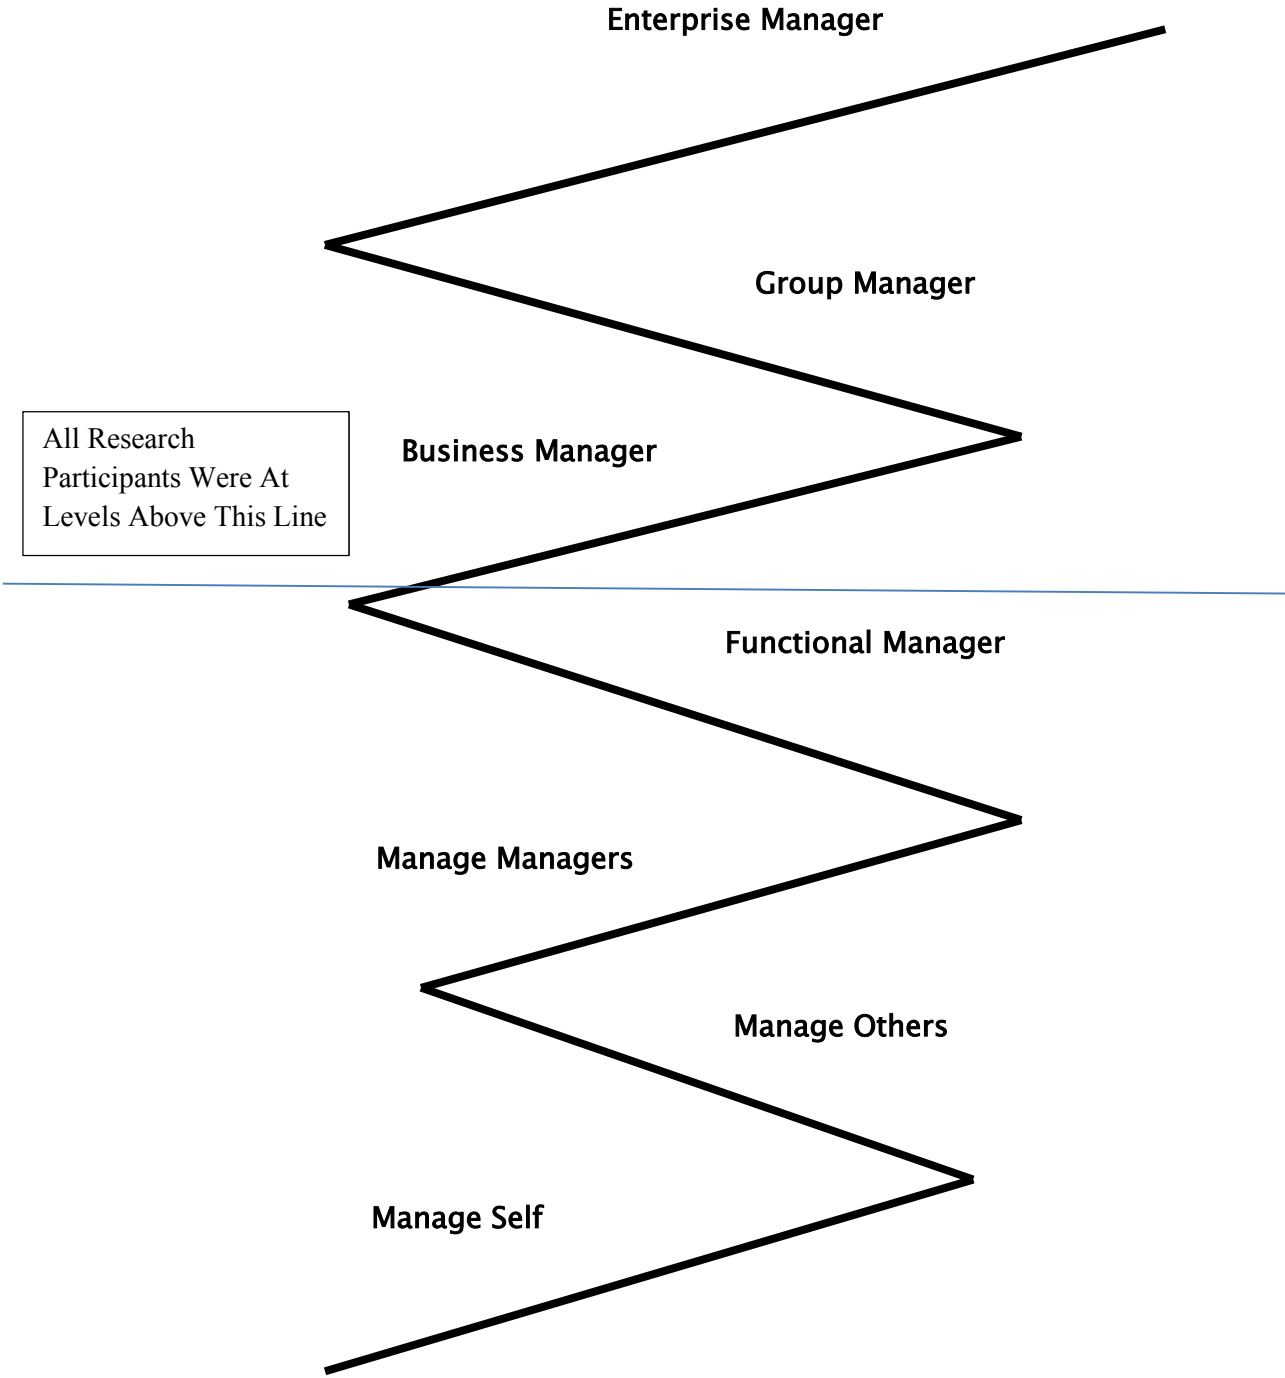 Enterprise Manager
Group Manager
All Research
Participants Were At
Levels Above This Line
Business Manager
Functional Manager
Manage Managers
Manage Others
Manage Self